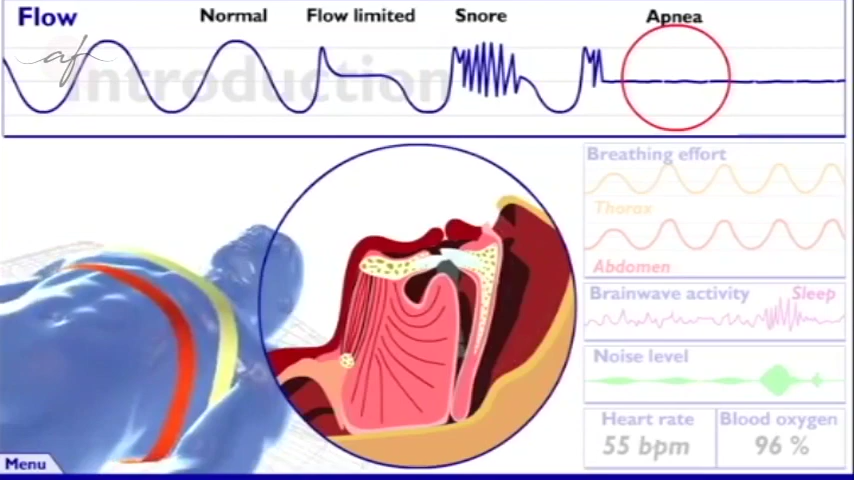 Flow
Normal
Flow limited
Snore
Apnea
af
Introduction
Breathing effort
Thorax
Abdomen
Brainwave activity
Sleep
Noise level
Heart rate
Blood oxygen
55 bpm
96 %
Menu